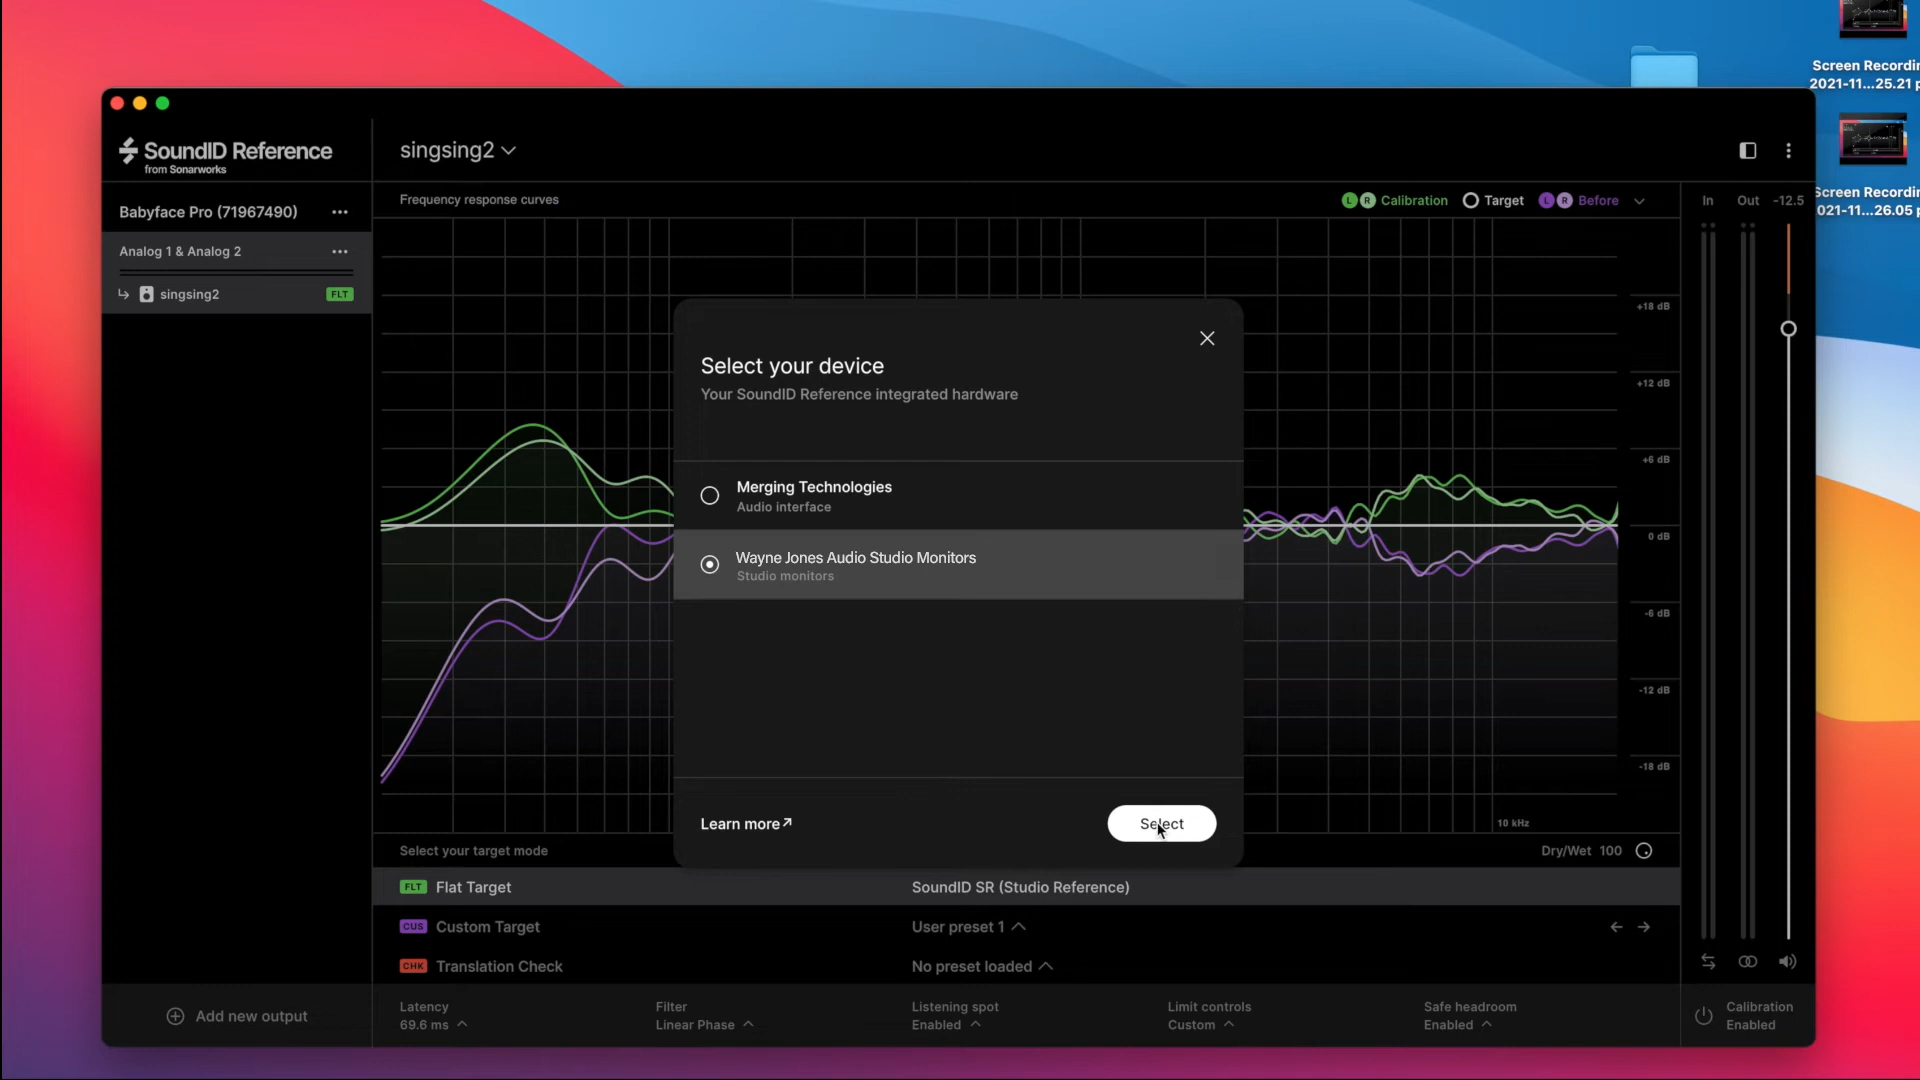 Screen Recordin
2021-11...25.21 p
Screen Recordin
021-11...26.05 p
SoundID Reference
from Sonarworks
singsing2
Babyface Pro (71967490)
Analog 1 & Analog 2
singsing2
FLT
Frequency response curves
L R Calibration
Target
L R Before
In
Out
-12.5
+18 dB
+12 dB
+6 dB
0 dB
-6 dB
-12 dB
-18 dB
10 kHz
Select your device
Your SoundID Reference integrated hardware
Merging Technologies
Audio interface
Wayne Jones Audio Studio Monitors
Studio monitors
Learn more↗
Select
Select your target mode
Dry/Wet 100
FLT Flat Target
SoundID SR (Studio Reference)
CUS Custom Target
User preset 1
CHK Translation Check
No preset loaded
Add new output
Latency
69.6 ms
Filter
Linear Phase
Listening spot
Enabled
Limit controls
Custom
Safe headroom
Enabled
Calibration
Enabled